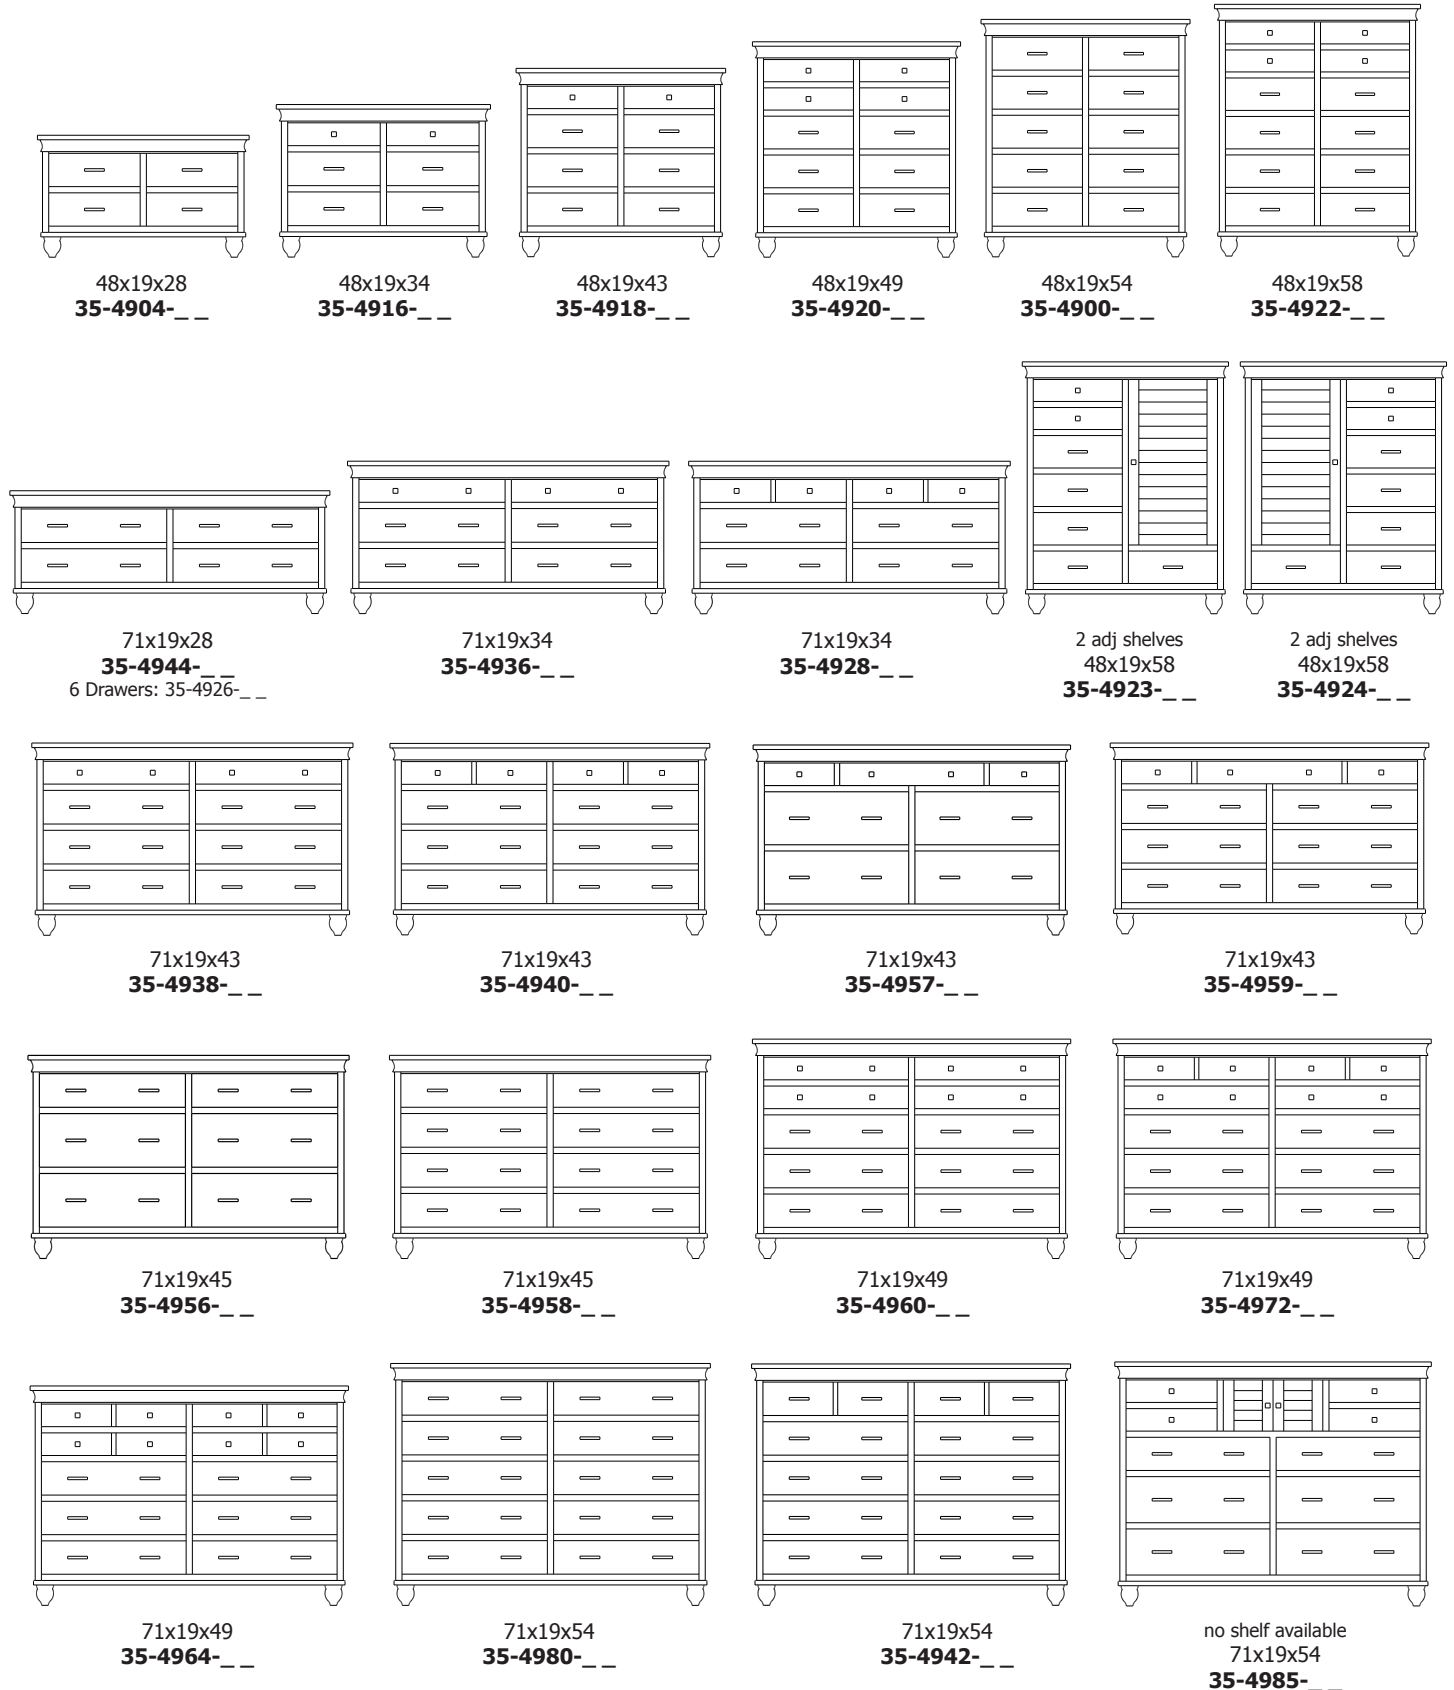 48x19x28
35-4904-_ _
48x19x34
35-4916-_ _
48x19x43
35-4918-_ _
48x19x49
35-4920-_ _
48x19x54
35-4900-_ _
48x19x58
35-4922-_ _
71x19x28
35-4944-_ _
6 Drawers: 35-4926-_ _
71x19x34
35-4936-_ _
71x19x34
35-4928-_ _
2 adj shelves
48x19x58
35-4923-_ _
2 adj shelves
48x19x58
35-4924-_ _
71x19x43
35-4938-_ _
71x19x43
35-4940-_ _
71x19x43
35-4957-_ _
71x19x43
35-4959-_ _
71x19x45
35-4956-_ _
71x19x45
35-4958-_ _
71x19x49
35-4960-_ _
71x19x49
35-4972-_ _
71x19x49
35-4964-_ _
71x19x54
35-4980-_ _
71x19x54
35-4942-_ _
no shelf available
71x19x54
35-4985-_ _